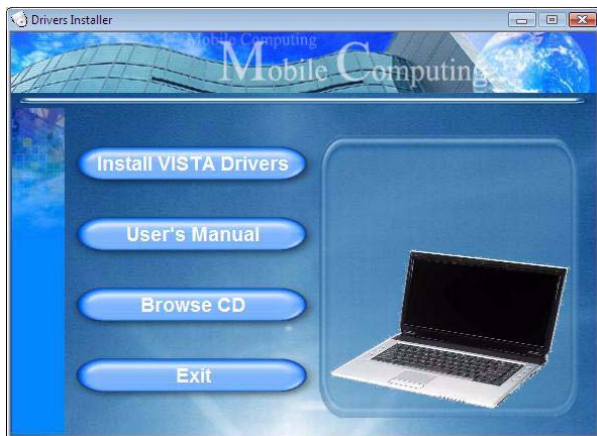 Drivers Installer
Mobile Computing
Mobile Computing
Install VISTA Drivers
User's Manual
Browse CD
Exit